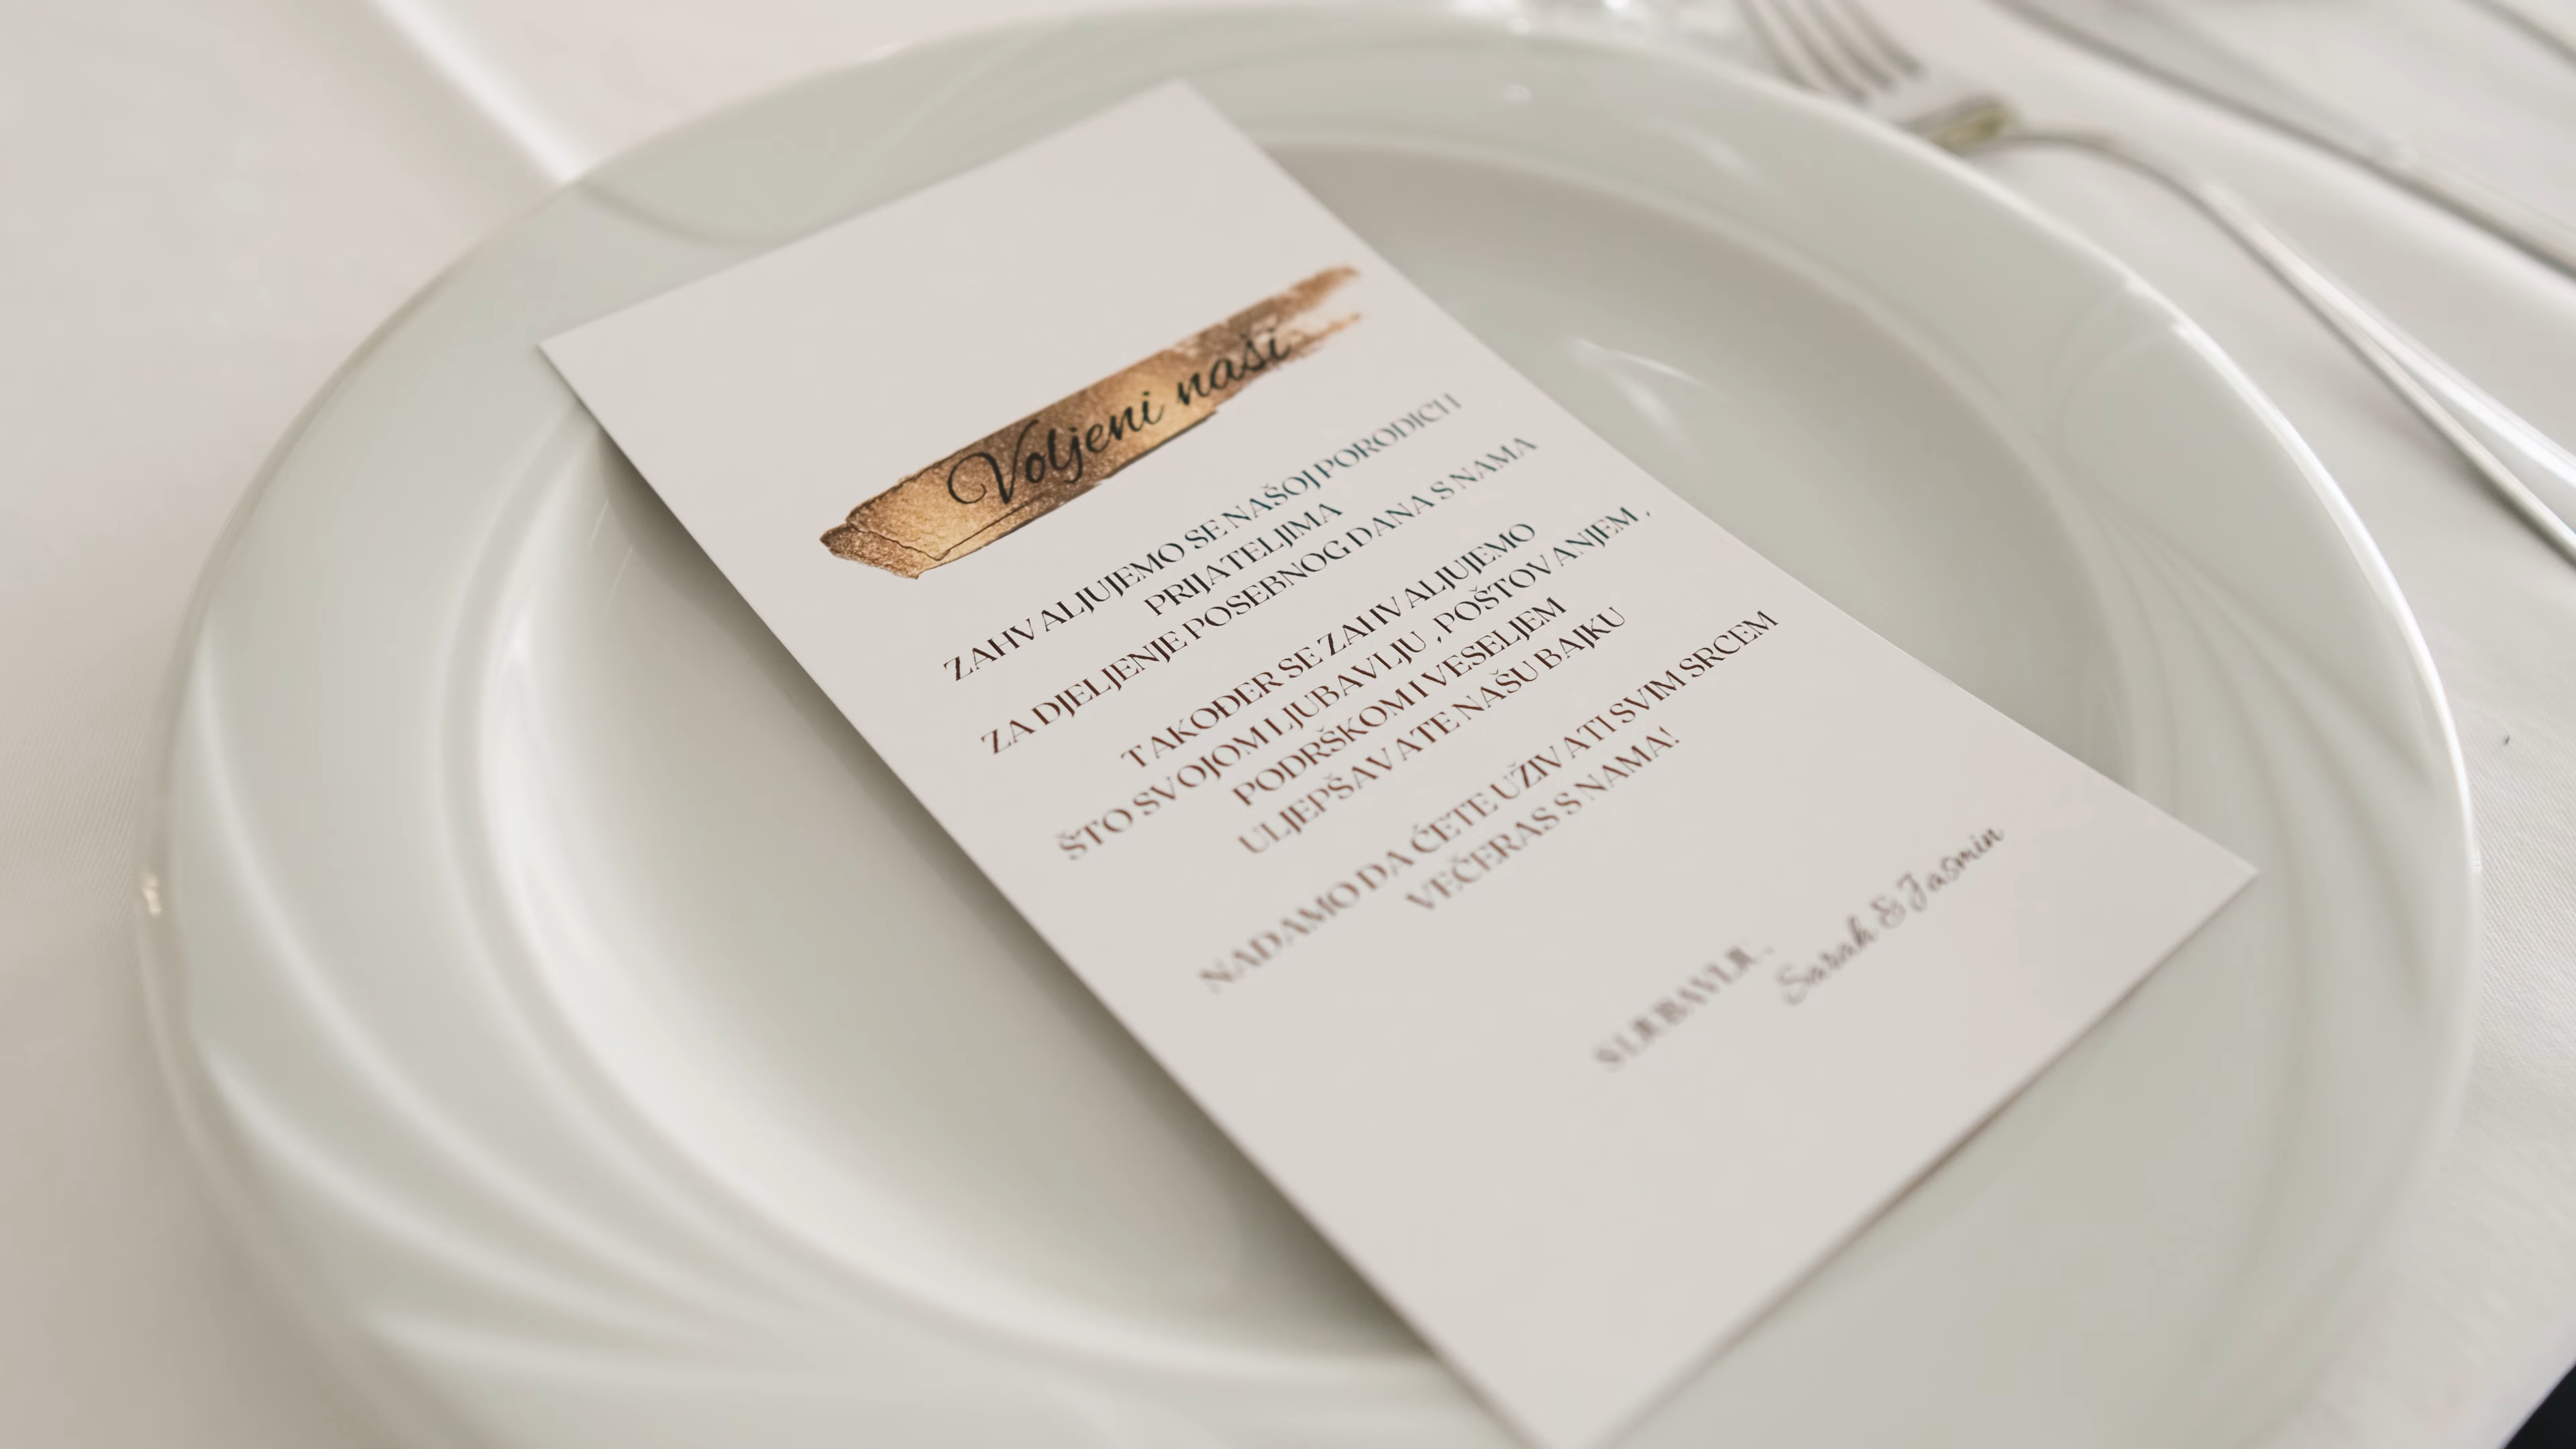 Voljeni naši
ZAHVALJUJEMO SE NAŠOJ PORODICI I
PRIJATELJIMA
ZA DJELJENJE POSEBNOG DANA S NAMA
TAKOĐER SE ZAHVALJUJEMO
ŠTO SVOJOM LJUBAVLJU , POŠTOVANJEM ,
PODRŠKOM I VESELJEM
ULJEPŠAVATE NAŠU BAJKU
NADAMO DA ĆETE UŽIVATI SVIM SRCEM
VEČERAS S NAMA!
S LJUBAVLJU ,
Sarah & Jasmin